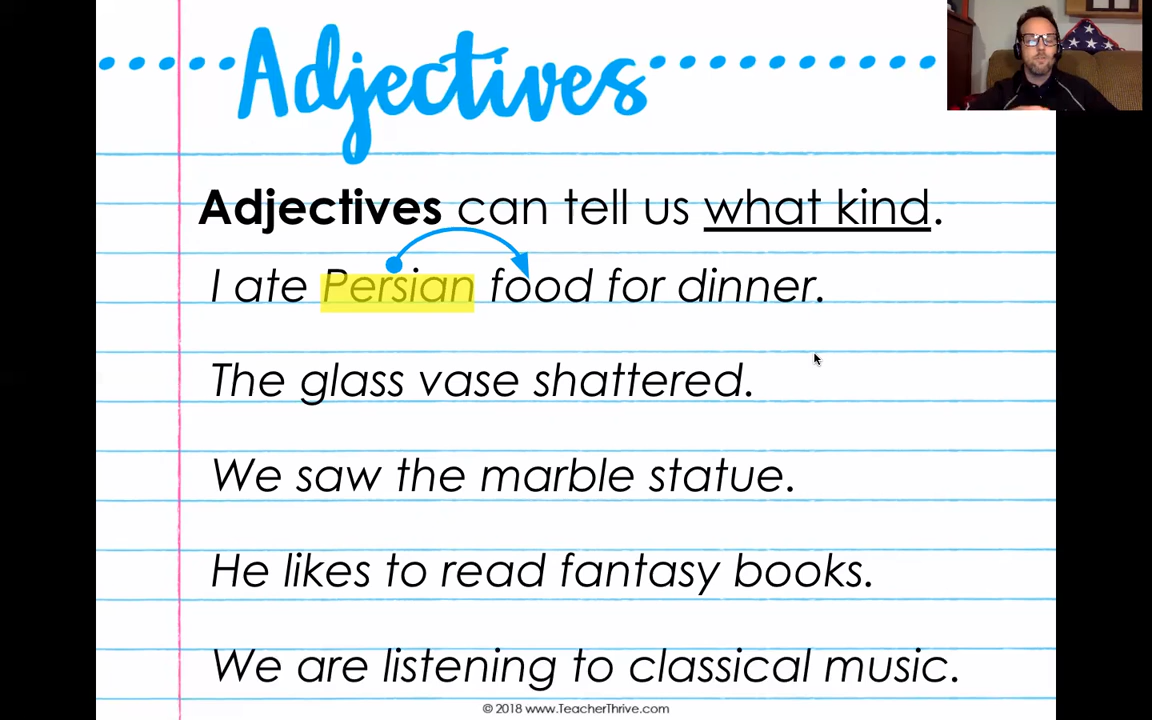 Adjectives
Adjectives can tell us what kind.
I ate Persian food for dinner.
The glass vase shattered.
We saw the marble statue.
He likes to read fantasy books.
We are listening to classical music.
© 2018 www.TeacherThrive.com